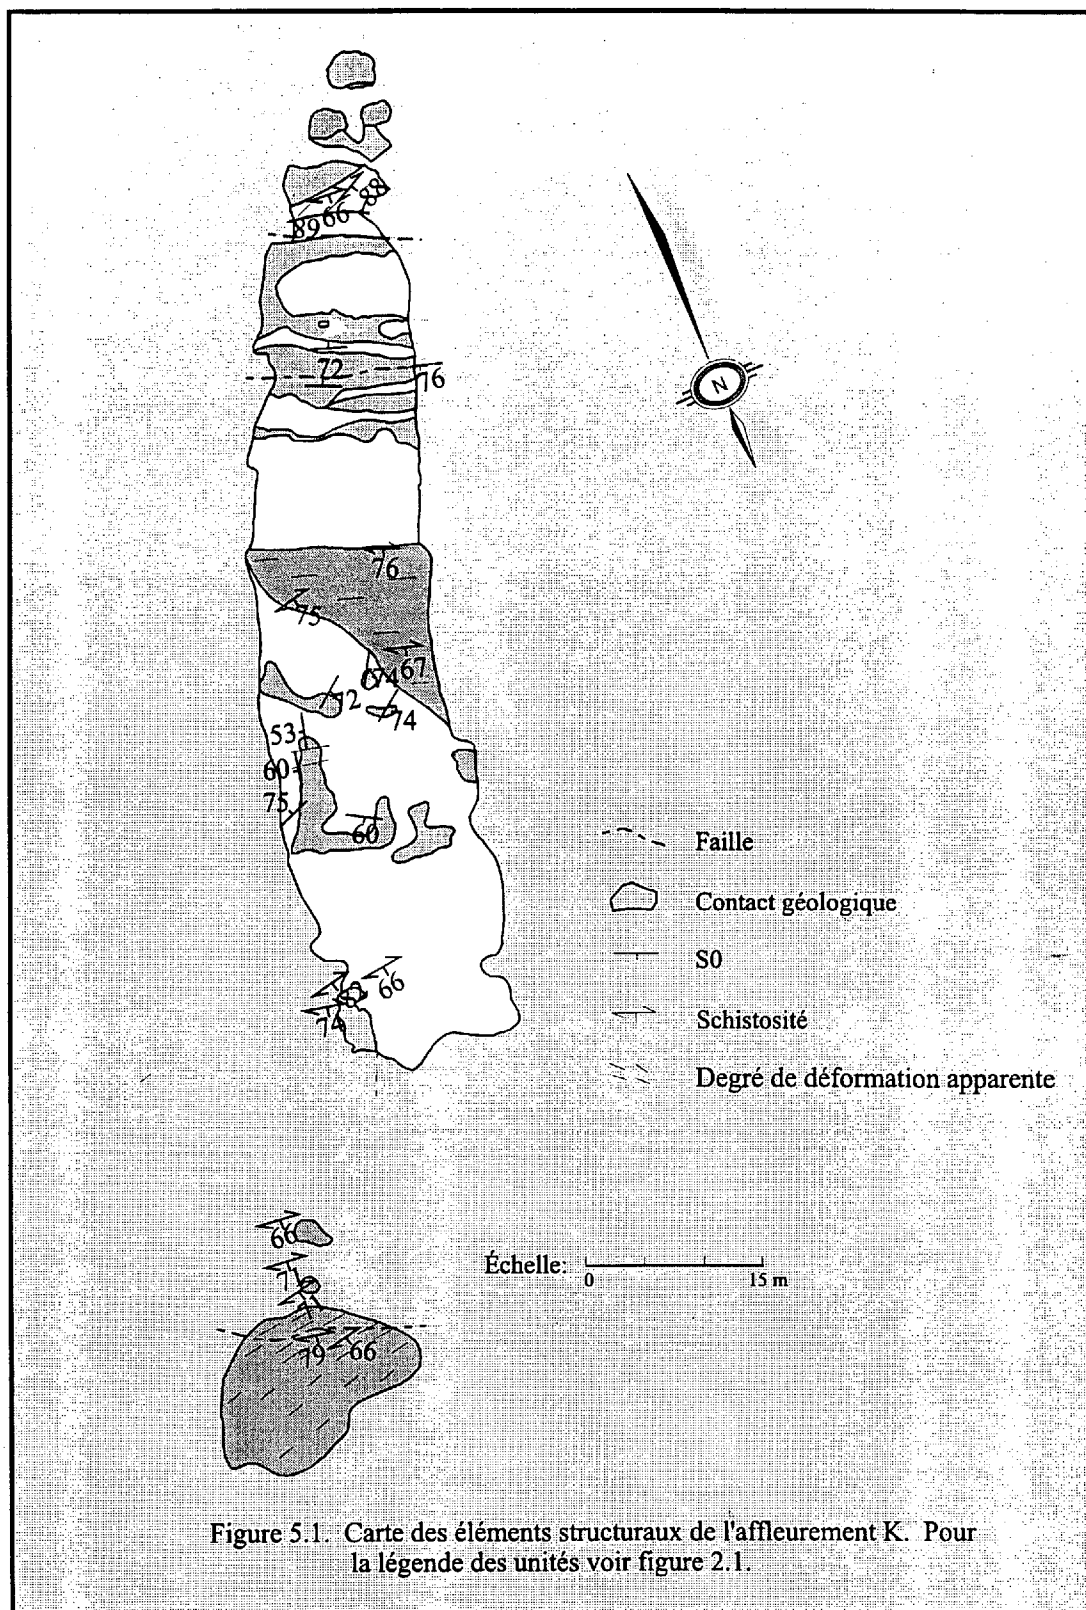 88
66
89
N
72
76
76
75
67
74
72
74
53
60
75
60
66
74
66
79
66
Faille
Contact géologique
S0
Schistosité
Degré de déformation apparente
Échelle:
0 15 m
Figure 5.1. Carte des éléments structuraux de l'affleurement K. Pour
la légende des unités voir figure 2.1.